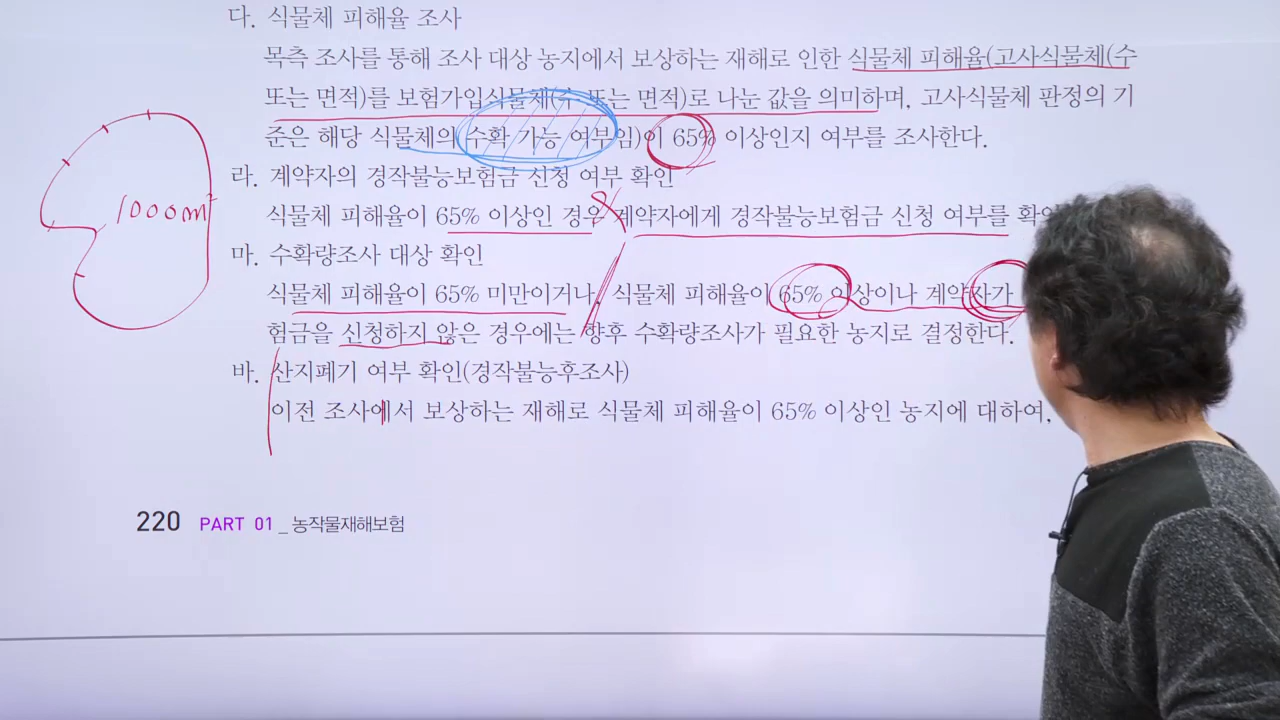 다. 식물체 피해율 조사
목측 조사를 통해 조사 대상 농지에서 보상하는 재해로 인한 식물체 피해율(고사식물체(수
또는 면적)를 보험가입식물체(수 또는 면적)로 나눈 값을 의미하며, 고사식물체 판정의 기
준은 해당 식물체의 수확 가능 여부임)이 65% 이상인지 여부를 조사한다.
라. 계약자의 경작불능보험금 신청 여부 확인
1000m
식물체 피해율이 65% 이상인 경우 계약자에게 경작불능보험금 신청 여부를
마. 수확량조사 대상 확인
식물체 피해율이 65% 미만이거나, 식물체 피해율이 65% 이상이나 계약자가
험금을 신청하지 않은 경우에는 향후 수확량조사가 필요한 농지로 결정한다.
바. 산지폐기 여부 확인(경작불능후조사)
이전 조사에서 보상하는 재해로 식물체 피해율이 65% 이상인 농지에 대하여,
220 PART 01 _ 농작물재해보험